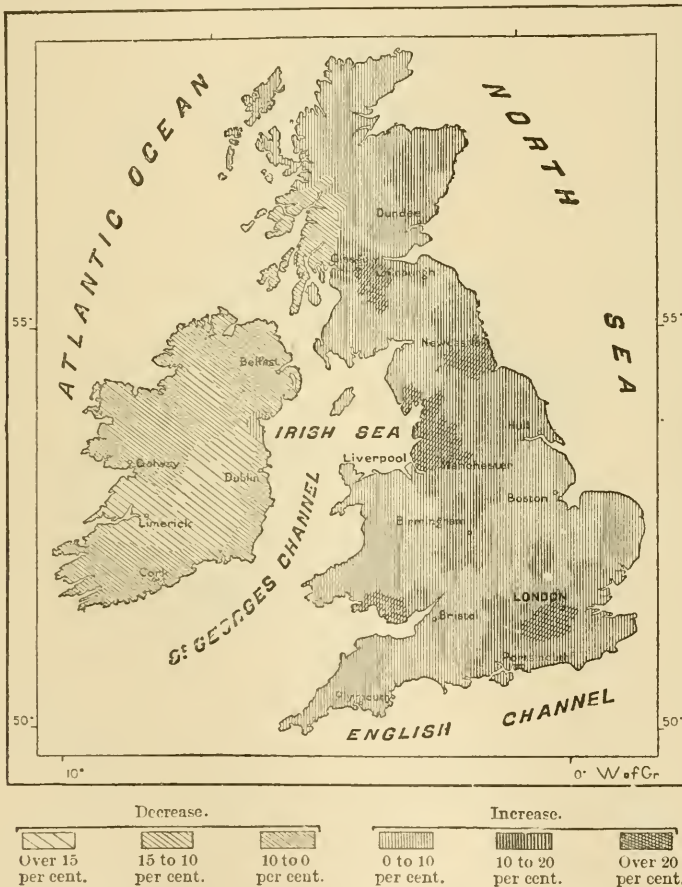 ATLANTIC OCEAN
NORTH
SEA
Dundee
Edinburgh
55°
55°
Newcastle
Belfast
IRISH SEA
Hull
Liverpool
Manchester
Galway
Dublin
Boston
Limerick
Birmingham
Cork
ST. GEORGES CHANNEL
LONDON
Bristol
Portsmouth
Plymouth
50°
50°
ENGLISH CHANNEL
10°
0° W of Gr
Decrease. Increase.
Over 15 per cent.
15 to 10 per cent.
10 to 0 per cent.
0 to 10 per cent.
10 to 20 per cent.
Over 20 per cent.